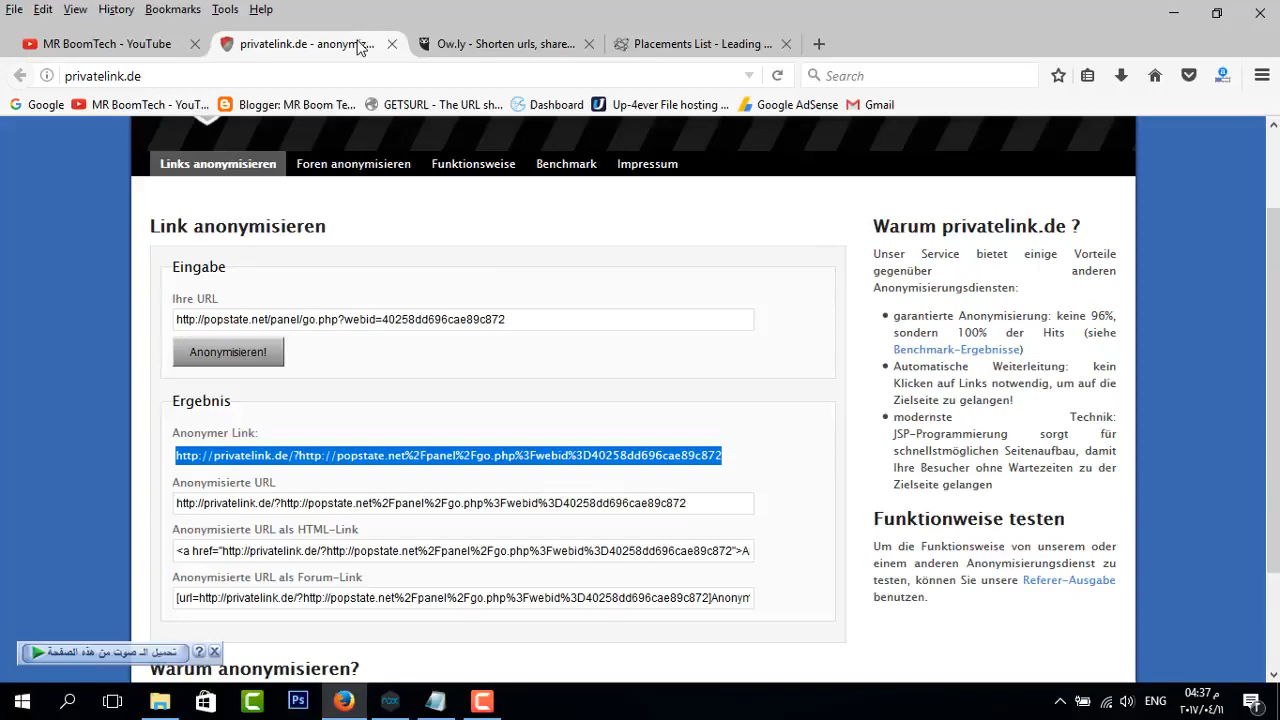 File Edit View History Bookmarks Tools Help
MR BoomTech - YouTube
privatelink.de - anonymis...
Ow.ly - Shorten urls, share...
Placements List - Leading ...
privatelink.de
Search
Google
MR BoomTech - YouT...
Blogger: MR Boom Te...
GETSURL - The URL sh...
Dashboard
Up-4ever File hosting ...
Google AdSense
Gmail
Links anonymisieren
Foren anonymisieren
Funktionsweise
Benchmark
Impressum
Link anonymisieren
Eingabe
Ihre URL
http://popstate.net/panel/go.php?webid=40258dd696cae89c872
Anonymisieren!
Ergebnis
Anonymer Link:
http://privatelink.de/?http://popstate.net%2Fpanel%2Fgo.php%3Fwebid%3D40258dd696cae89c872
Anonymisierte URL
http://privatelink.de/?http://popstate.net%2Fpanel%2Fgo.php%3Fwebid%3D40258dd696cae89c872
Anonymisierte URL als HTML-Link
<a href="http://privatelink.de/?http://popstate.net%2Fpanel%2Fgo.php%3Fwebid%3D40258dd696cae89c872">A
Anonymisierte URL als Forum-Link
[url=http://privatelink.de/?http://popstate.net%2Fpanel%2Fgo.php%3Fwebid%3D40258dd696cae89c872]Anonym
Warum anonymisieren?
Warum privatelink.de ?
Unser Service bietet einige Vorteile
gegenüber anderen
Anonymisierungsdiensten:
garantierte Anonymisierung: keine 96%,
sondern 100% der Hits (siehe
Benchmark-Ergebnisse)
Automatische Weiterleitung: kein
Klicken auf Links notwendig, um auf die
Zielseite zu gelangen!
modernste Technik:
JSP-Programmierung sorgt für
schnellstmöglichen Seitenaufbau, damit
Ihre Besucher ohne Wartezeiten zu der
Zielseite gelangen
Funktionweise testen
Um die Funktionsweise von unserem oder
einem anderen Anonymisierungsdienst zu
testen, können Sie unsere Referer-Ausgabe
benutzen.
تحميل الـ صوت من هذه الصفحة
?
Ps
ENG
04:37 م
٢٠١٧/٠٤/١١